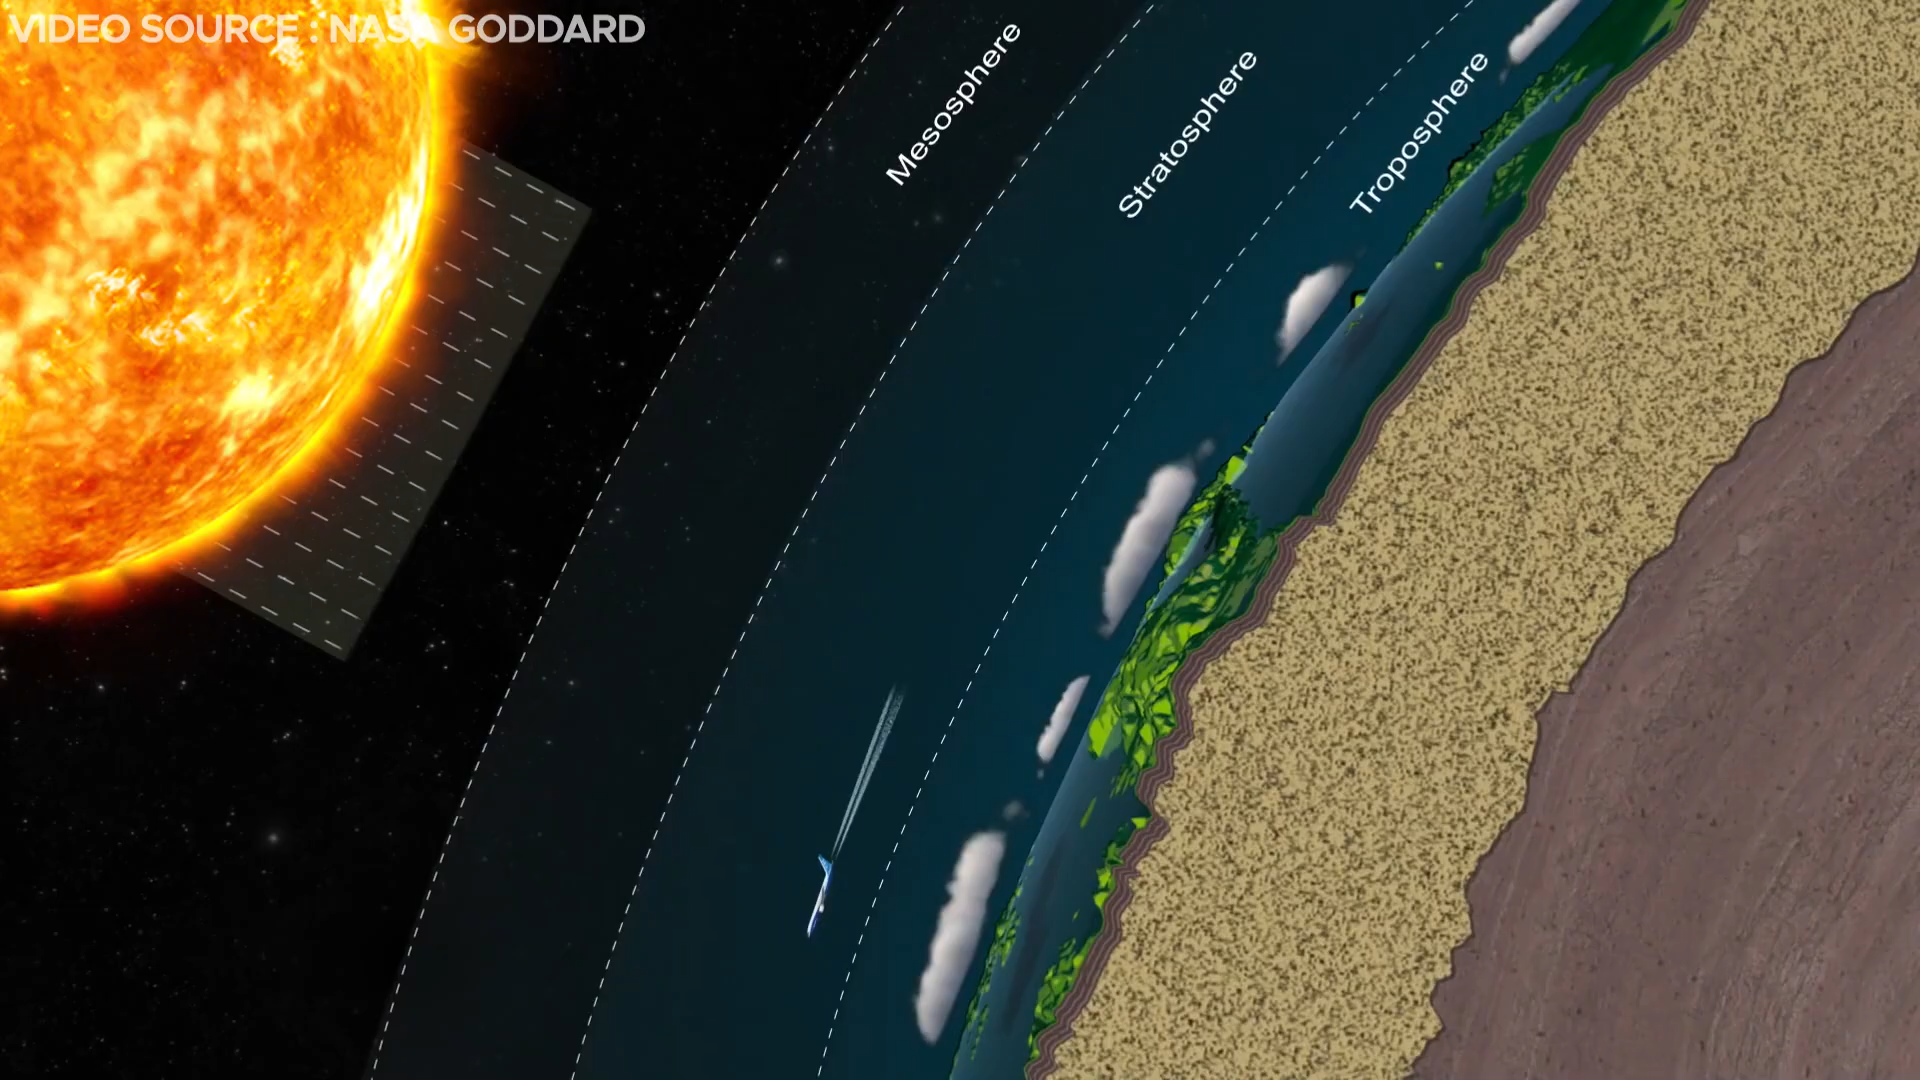 VIDEO SOURCE : NASA GODDARD
Mesosphere
Stratosphere
Troposphere